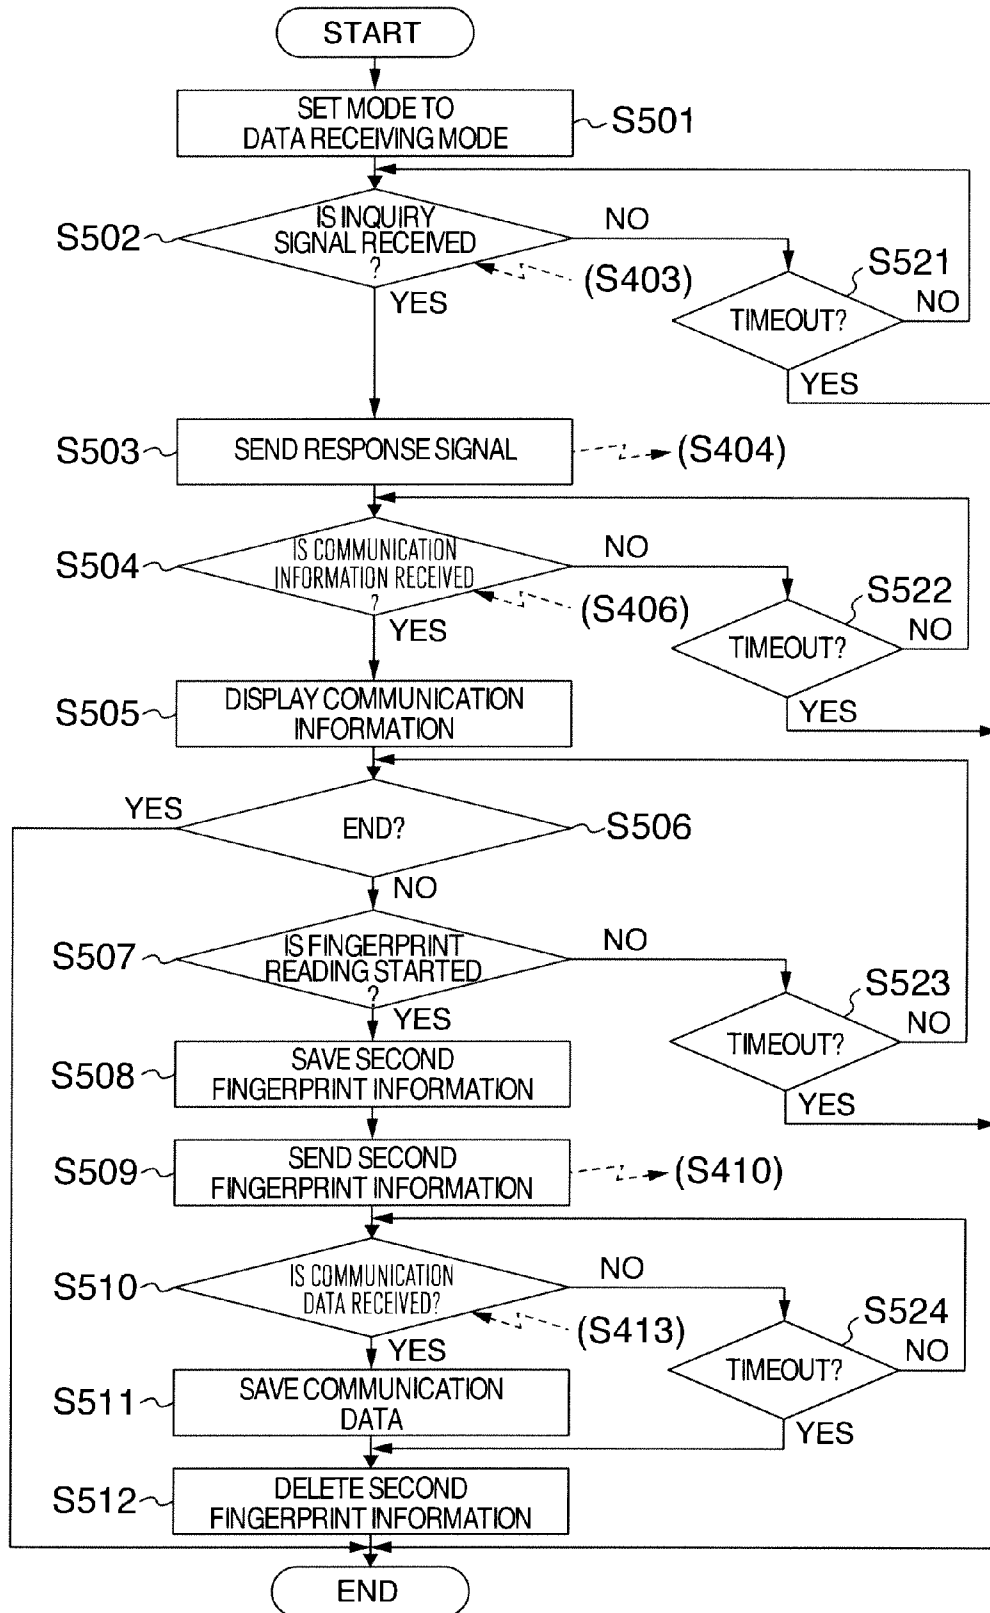 START
SET MODE TO
DATA RECEIVING MODE
S501
IS INQUIRY
SIGNAL RECEIVED
?
S502
NO
(S403)
YES
S521
TIMEOUT?
NO
YES
S503
SEND RESPONSE SIGNAL
(S404)
S504
IS COMMUNICATION
INFORMATION RECEIVED
?
NO
(S406)
YES
S522
TIMEOUT?
NO
YES
S505
DISPLAY COMMUNICATION
INFORMATION
YES
END?
S506
NO
S507
IS FINGERPRINT
READING STARTED
?
NO
YES
S523
TIMEOUT?
NO
YES
S508
SAVE SECOND
FINGERPRINT INFORMATION
S509
SEND SECOND
FINGERPRINT INFORMATION
(S410)
S510
IS COMMUNICATION
DATA RECEIVED?
NO
(S413)
YES
S524
TIMEOUT?
NO
YES
S511
SAVE COMMUNICATION
DATA
S512
DELETE SECOND
FINGERPRINT INFORMATION
END